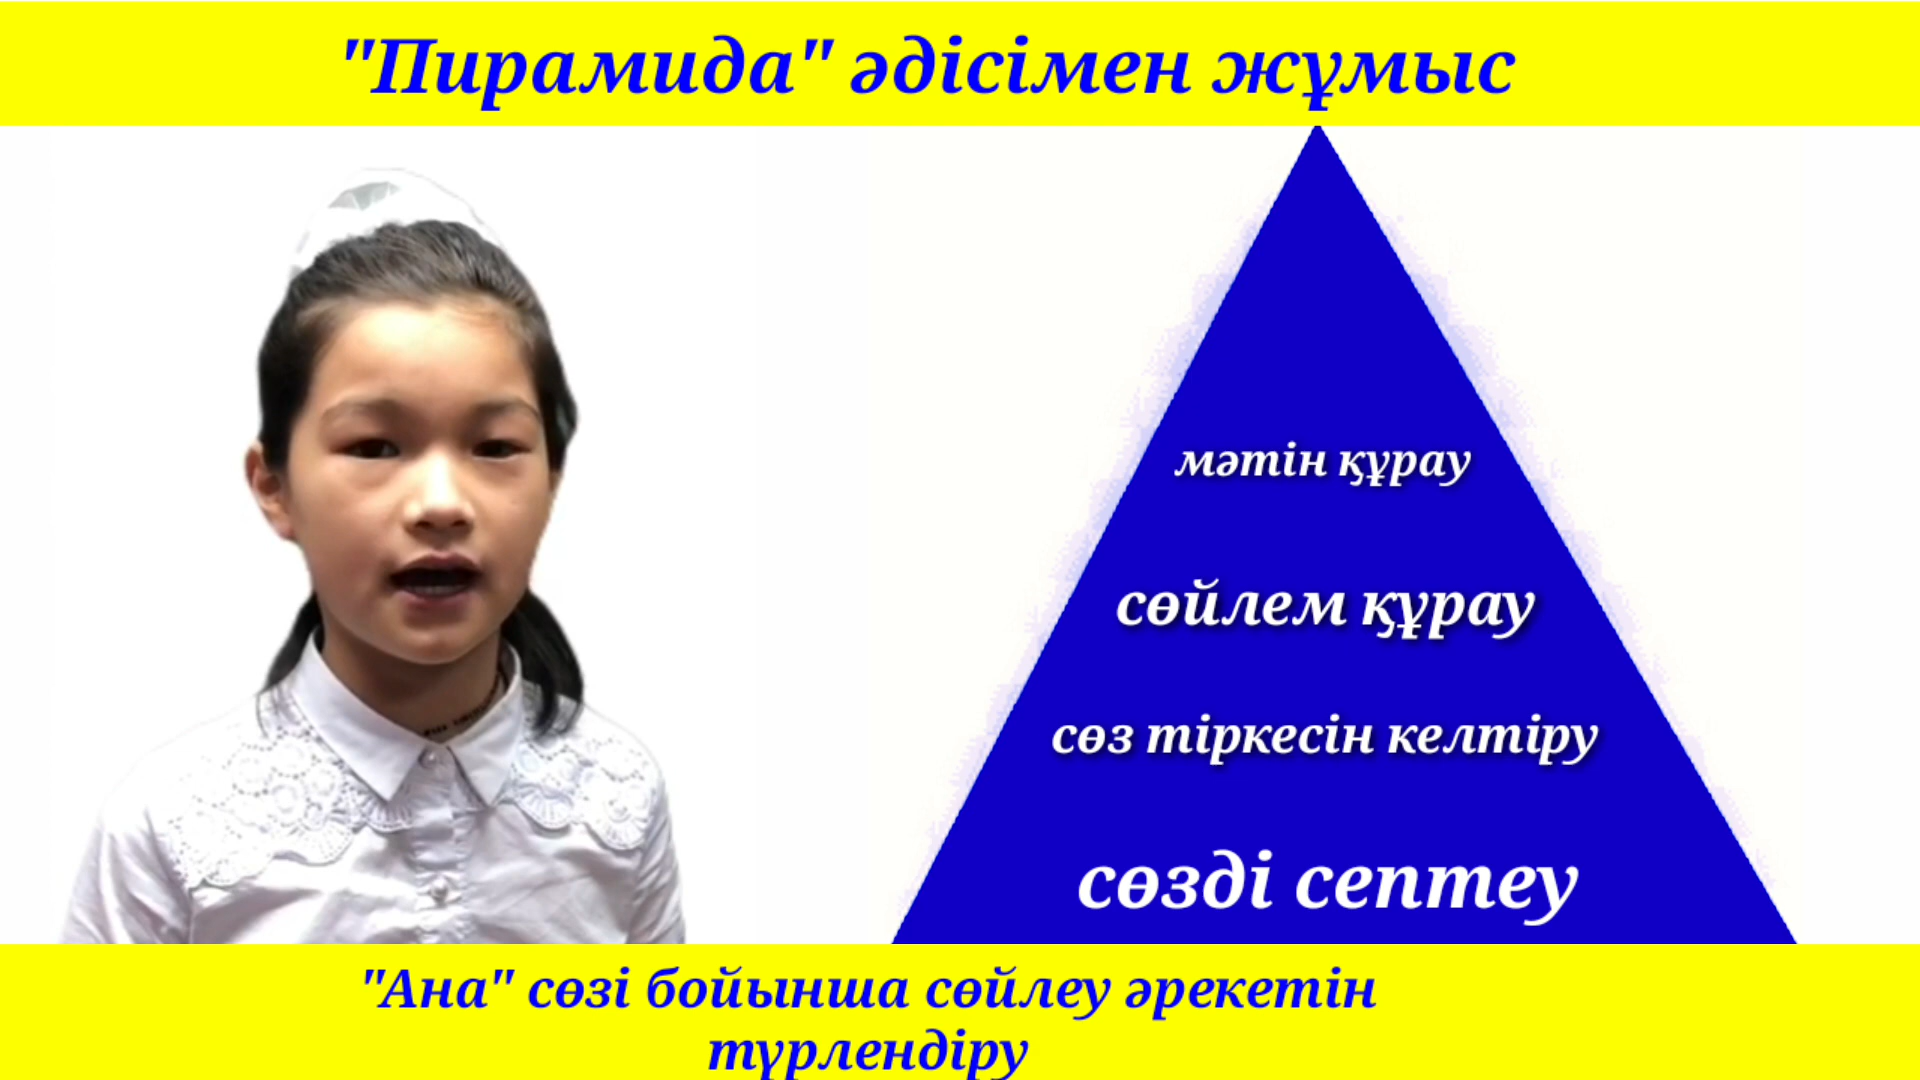 "Пирамида" әдісімен жұмыс
мәтін құрау
сөйлем құрау
сөз тіркесін келтіру
сөзді септеу
"Ана" сөзі бойынша сөйлеу әрекетін
түрлендіру